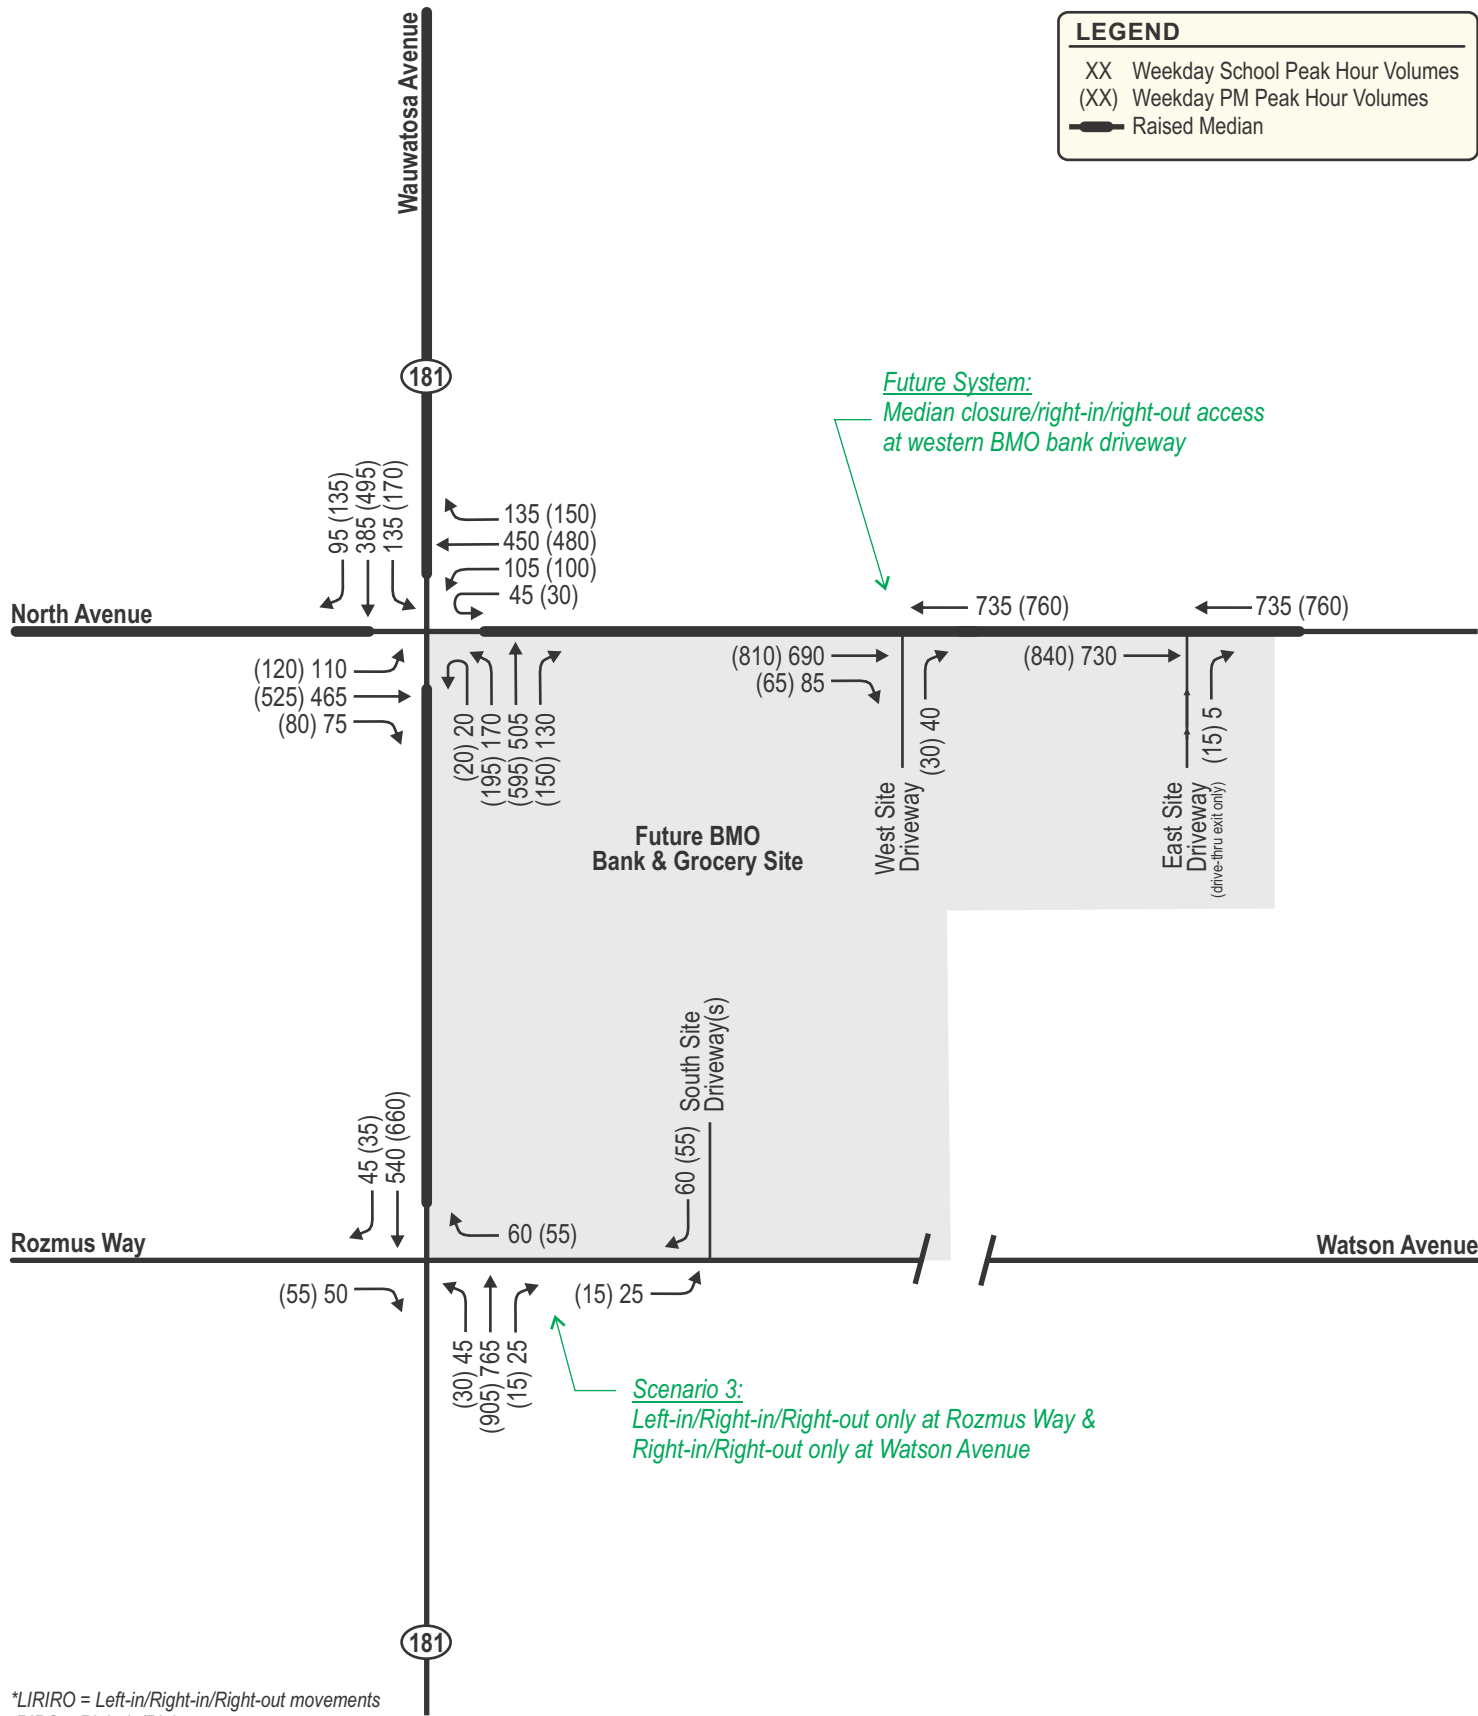 LEGEND
XX Weekday School Peak Hour Volumes
(XX) Weekday PM Peak Hour Volumes
Raised Median
Wauwatosa Avenue
181
Future System:
Median closure/right-in/right-out access
at western BMO bank driveway
95 (135)
385 (495)
135 (170)
135 (150)
450 (480)
105 (100)
45 (30)
North Avenue
735 (760)
735 (760)
(120) 110
(525) 465
(80) 75
(20) 20
(195) 170
(595) 505
(150) 130
(810) 690
(65) 85
(30) 40
(840) 730
(15) 5
West Site
Driveway
East Site
Driveway
(drive-thru exit only)
Future BMO
Bank & Grocery Site
South Site
Driveway(s)
45 (35)
540 (660)
60 (55)
60 (55)
Rozmus Way
Watson Avenue
(55) 50
(30) 45
(905) 765
(15) 25
(15) 25
Scenario 3:
Left-in/Right-in/Right-out only at Rozmus Way &
Right-in/Right-out only at Watson Avenue
181
*LIRIRO = Left-in/Right-in/Right-out movements